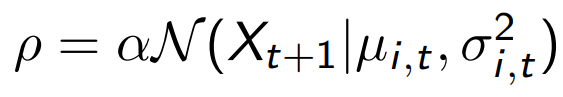 ρ = α𝒩(X_{t+1}|μ_{i,t}, σ²_{i,t})